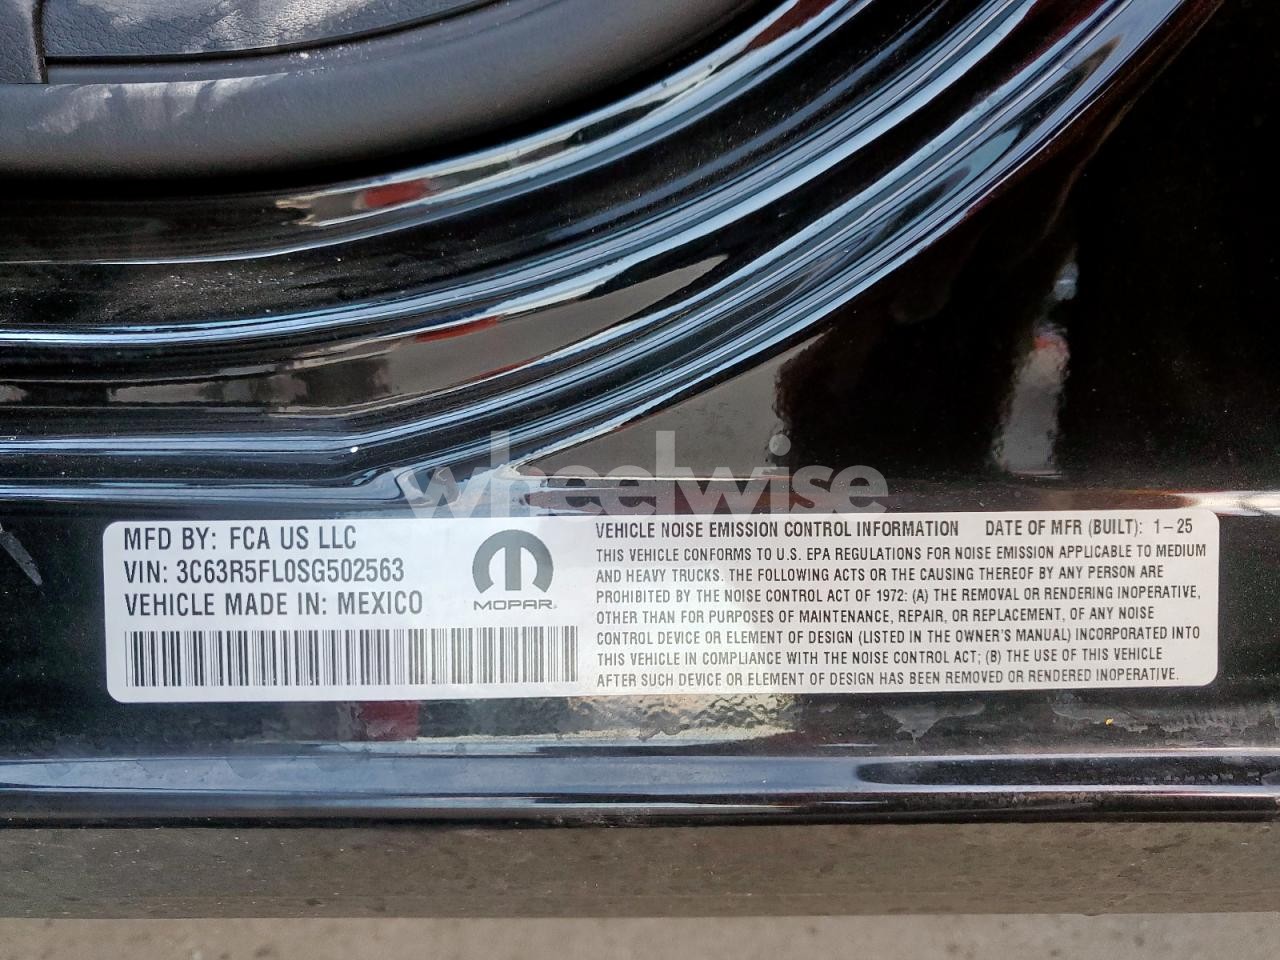 wheelwise
MFD BY: FCA US LLC
VIN: 3C63R5FL0SG502563
VEHICLE MADE IN: MEXICO
MOPAR
VEHICLE NOISE EMISSION CONTROL INFORMATION DATE OF MFR (BUILT): 1-25
THIS VEHICLE CONFORMS TO U.S. EPA REGULATIONS FOR NOISE EMISSION APPLICABLE TO MEDIUM
AND HEAVY TRUCKS. THE FOLLOWING ACTS OR THE CAUSING THEREOF BY ANY PERSON ARE
PROHIBITED BY THE NOISE CONTROL ACT OF 1972: (A) THE REMOVAL OR RENDERING INOPERATIVE,
OTHER THAN FOR PURPOSES OF MAINTENANCE, REPAIR, OR REPLACEMENT, OF ANY NOISE
CONTROL DEVICE OR ELEMENT OF DESIGN (LISTED IN THE OWNER'S MANUAL) INCORPORATED INTO
THIS VEHICLE IN COMPLIANCE WITH THE NOISE CONTROL ACT; (B) THE USE OF THIS VEHICLE
AFTER SUCH DEVICE OR ELEMENT OF DESIGN HAS BEEN REMOVED OR RENDERED INOPERATIVE.